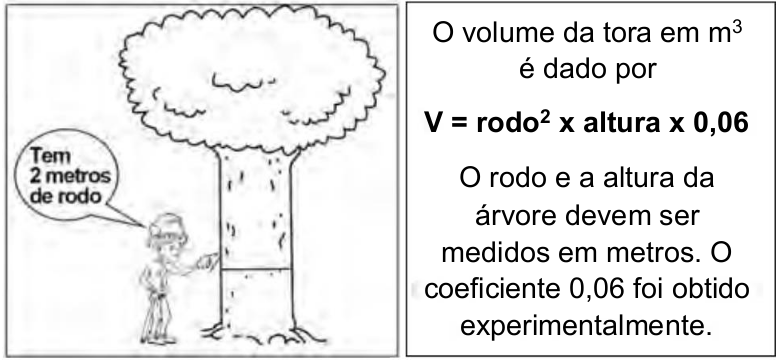 Tem
2 metros
de rodo
O volume da tora em m³
é dado por
V = rodo² x altura x 0,06
O rodo e a altura da
árvore devem ser
medidos em metros. O
coeficiente 0,06 foi obtido
experimentalmente.